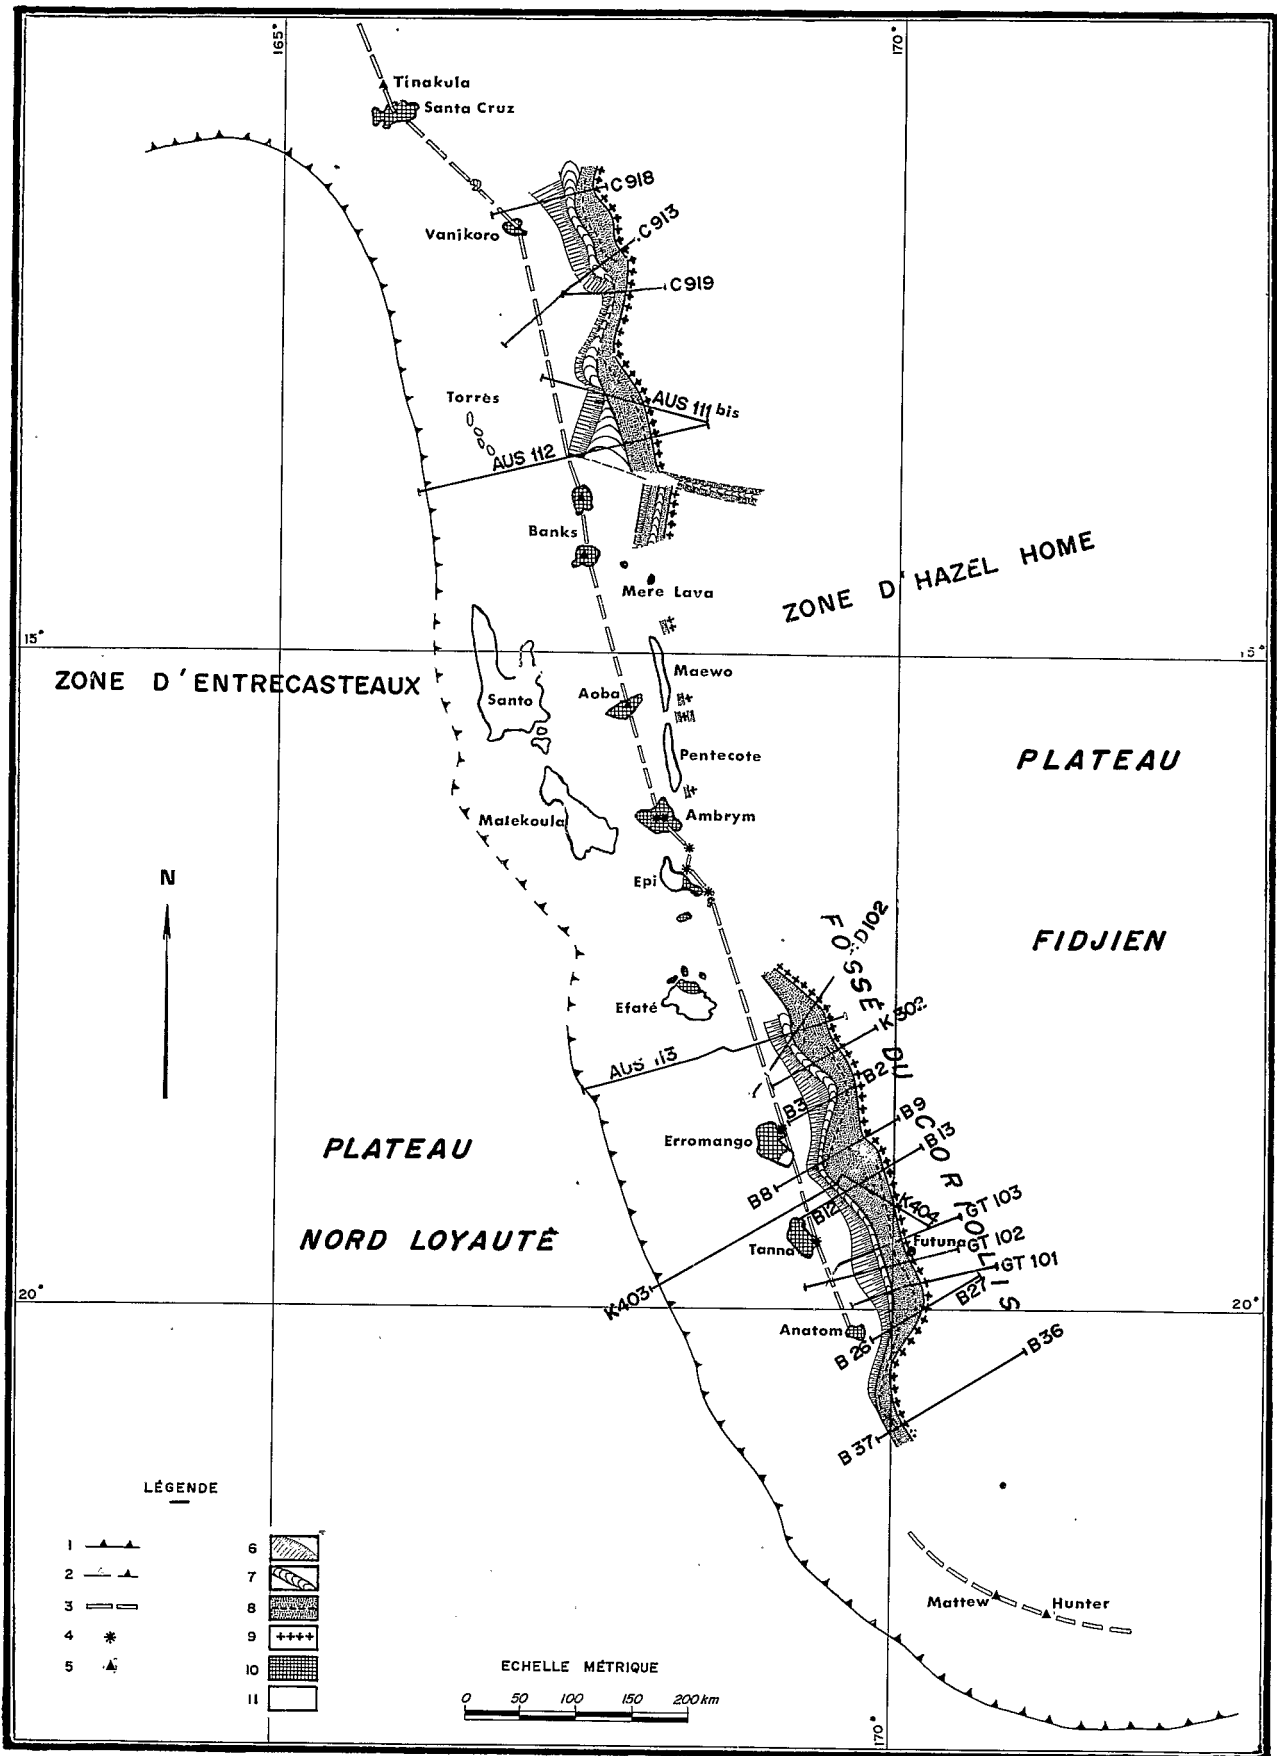 165°
170°
Tinakula
Santa Cruz
C918
Vanikoro
C913
C919
Torrès
AUS 111 bis
AUS 112
Banks
Mere Lava
ZONE D'HAZEL HOME
15°
15°
ZONE D'ENTRECASTEAUX
Maewo
Santo
Aoba
Pentecote
PLATEAU
Malekoula
Ambrym
N
Epi
D102
FOSSÉ DU CORIOLIS
FIDJIEN
Efaté
K 302
AUS 113
B2
B3
B9
Erromango
B13
PLATEAU
B8
K404
GT 103
B12
NORD LOYAUTÉ
Tanna
Futuna
GT 102
GT 101
B27
20°
20°
K403
Anatom
B 26
B36
B 37
LÉGENDE
1
2
3
4
5
6
7
8
9
10
11
Mattew
Hunter
ECHELLE MÉTRIQUE
0 50 100 150 200 km
170°